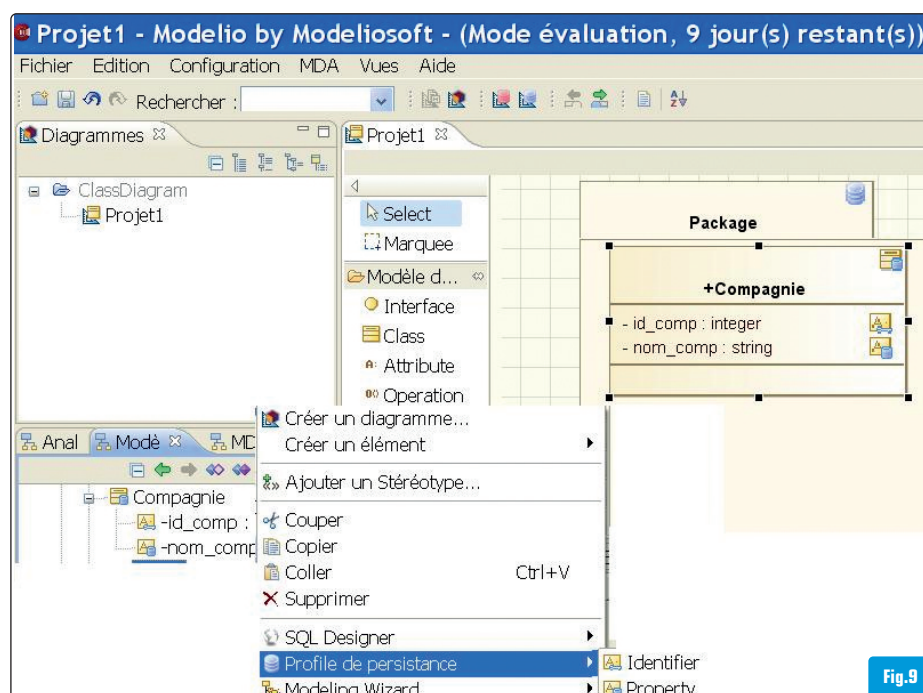 Projet1 - Modelio by Modeliosoft - (Mode évaluation, 9 jour(s) restant(s))
Fichier Edition Configuration MDA Vues Aide
Rechercher :
Diagrammes
Projet1
ClassDiagram
Projet1
Select
Marquee
Modèle d...
Interface
Class
Attribute
Operation
Package
+Compagnie
- id_comp : integer
- nom_comp : string
Anal Modè MD
Compagnie
-id_comp :
-nom_comp
Créer un diagramme...
Créer un élément
Ajouter un Stéréotype...
Couper
Copier
Coller Ctrl+V
Supprimer
SQL Designer
Profile de persistance
Modeling Wizard
Identifier
Property
Fig.9